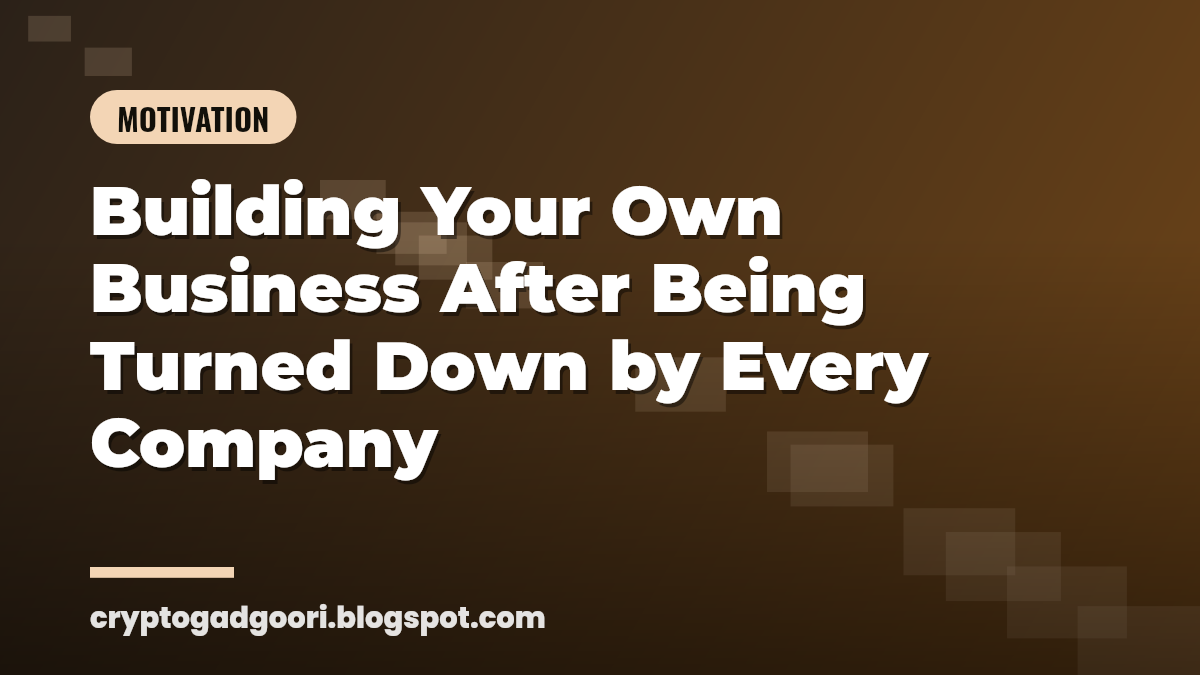 MOTIVATION
Building Your Own
Business After Being
Turned Down by Every
Company
cryptogadgoori.blogspot.com